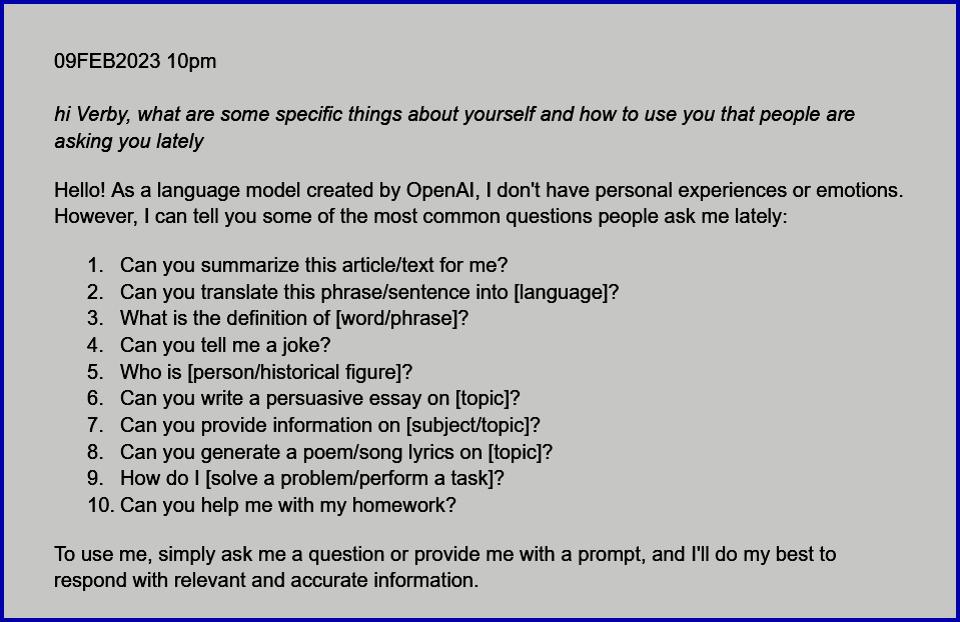 09FEB2023 10pm
hi Verby, what are some specific things about yourself and how to use you that people are
asking you lately
Hello! As a language model created by OpenAI, I don't have personal experiences or emotions.
However, I can tell you some of the most common questions people ask me lately:
1. Can you summarize this article/text for me?
2. Can you translate this phrase/sentence into [language]?
3. What is the definition of [word/phrase]?
4. Can you tell me a joke?
5. Who is [person/historical figure]?
6. Can you write a persuasive essay on [topic]?
7. Can you provide information on [subject/topic]?
8. Can you generate a poem/song lyrics on [topic]?
9. How do I [solve a problem/perform a task]?
10. Can you help me with my homework?
To use me, simply ask me a question or provide me with a prompt, and I'll do my best to
respond with relevant and accurate information.